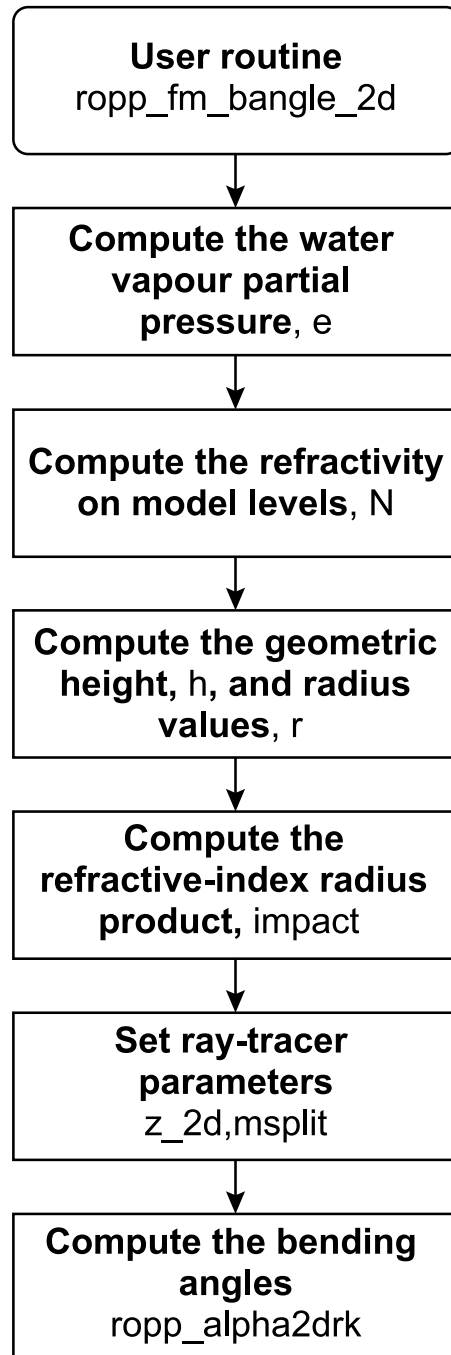 User routine
ropp_fm_bangle_2d
Compute the water
vapour partial
pressure, e
Compute the refractivity
on model levels, N
Compute the geometric
height, h, and radius
values, r
Compute the
refractive-index radius
product, impact
Set ray-tracer
parameters
z_2d,msplit
Compute the bending
angles
ropp_alpha2drk